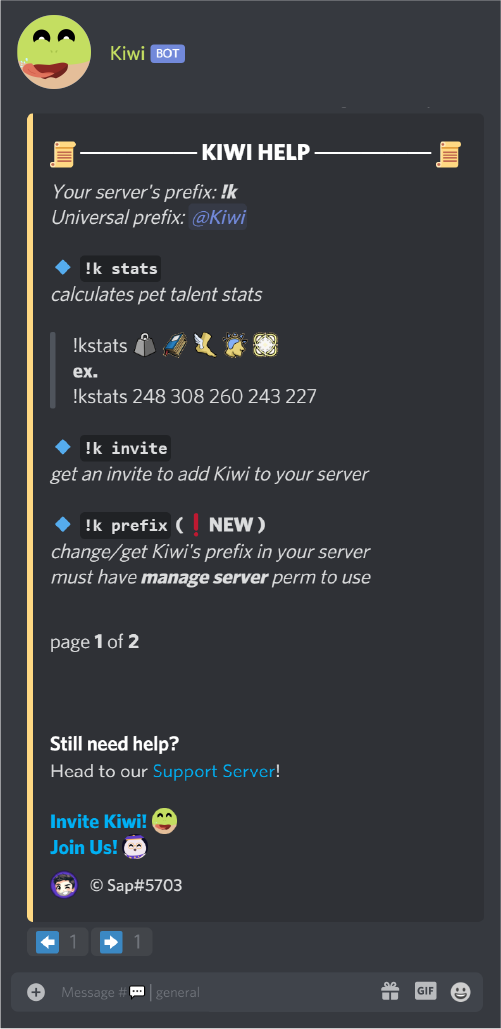 Kiwi BOT
KIWI HELP
Your server's prefix: !k
Universal prefix: @Kiwi
!k stats
calculates pet talent stats
!kstats
ex.
!kstats 248 308 260 243 227
!k invite
get an invite to add Kiwi to your server
!k prefix (❗NEW )
change/get Kiwi's prefix in your server
must have manage server perm to use
page 1 of 2
Still need help?
Head to our Support Server!
Invite Kiwi!
Join Us!
© Sap#5703
1 1
Message #💬 | general
GIF